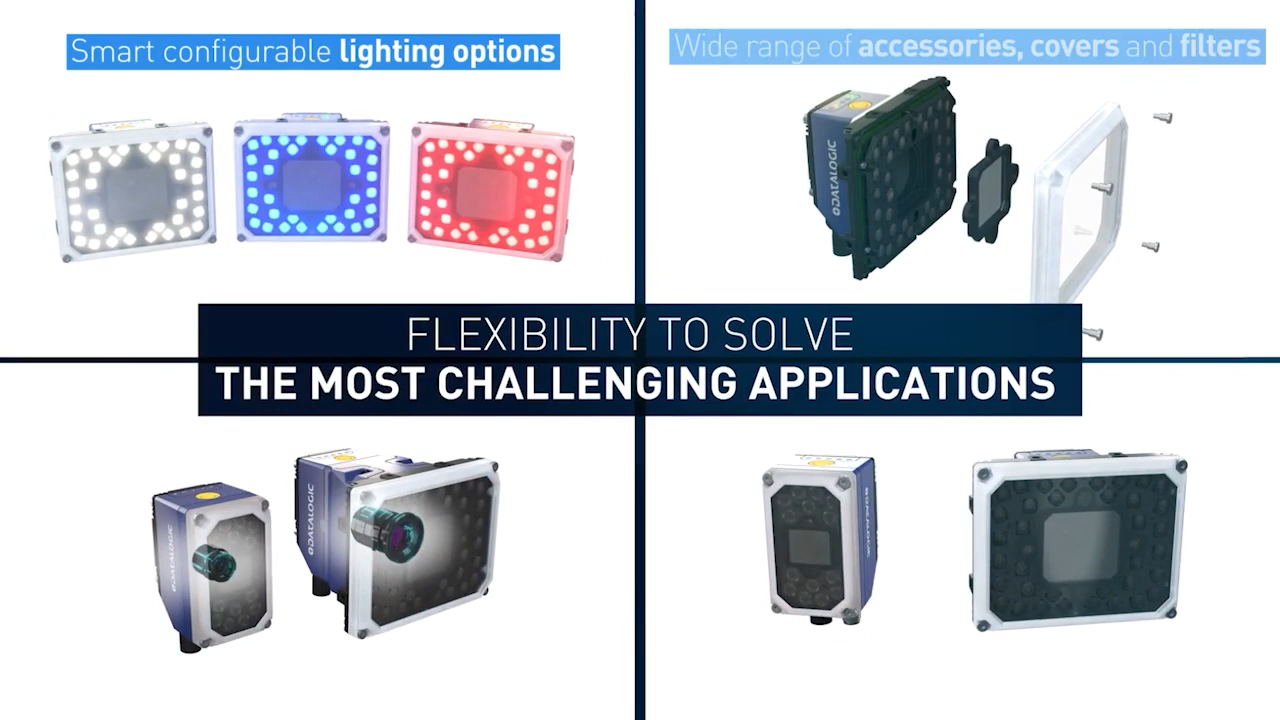 Smart configurable lighting options
Wide range of accessories, covers and filters
DATALOGIC
FLEXIBILITY TO SOLVE
THE MOST CHALLENGING APPLICATIONS
DATALOGIC
DATALOGIC
DATALOGIC